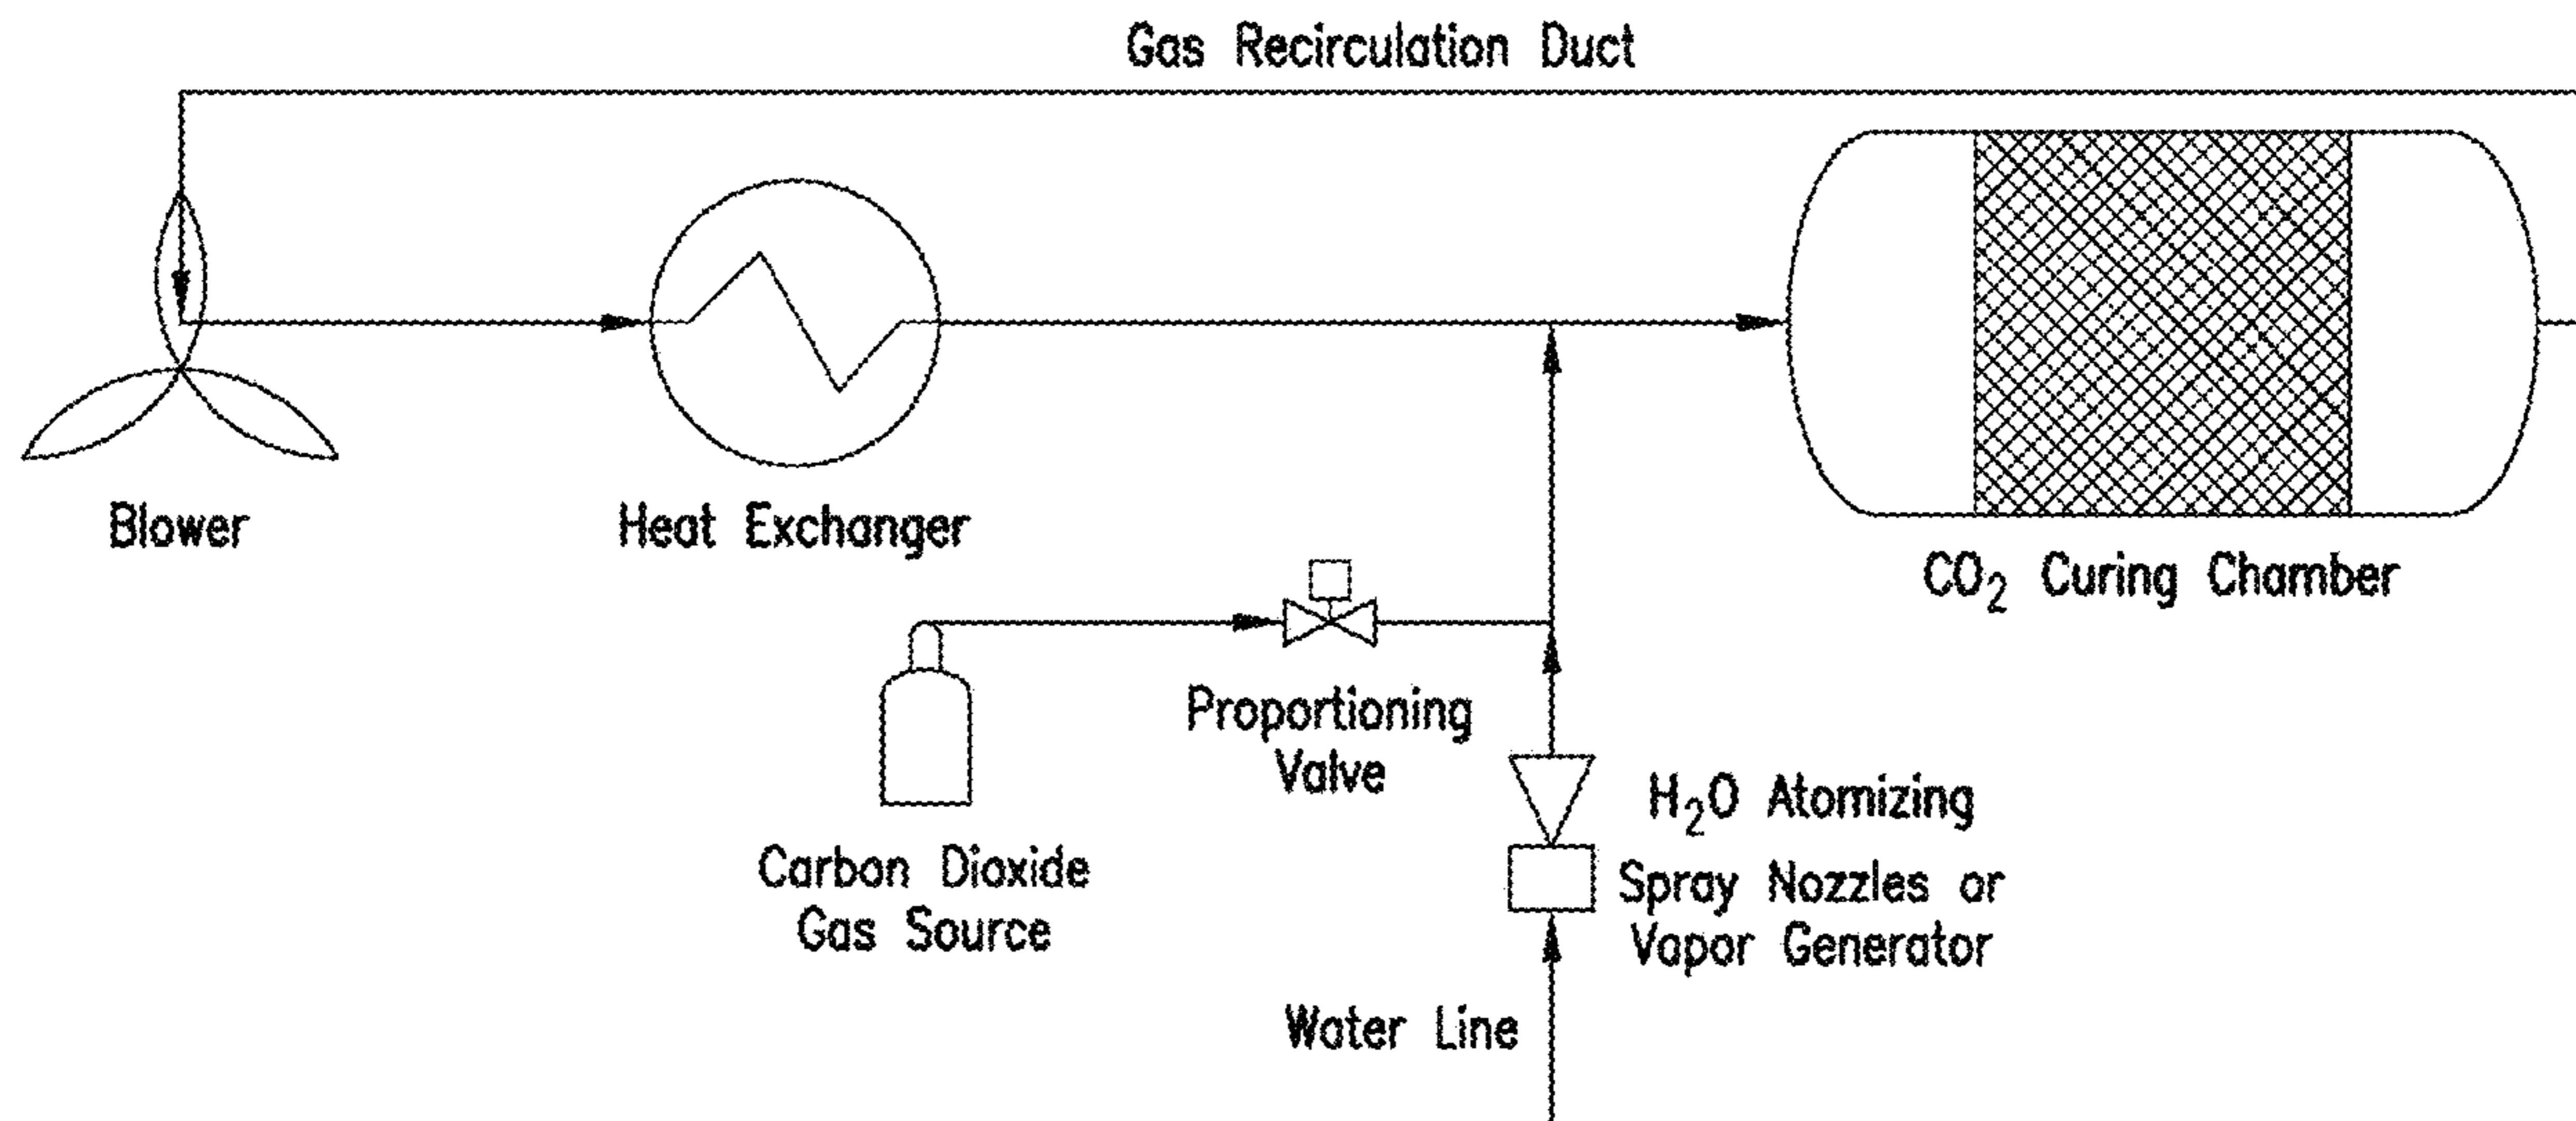 Gas Recirculation Duct
Blower
Heat Exchanger
CO₂ Curing Chamber
Proportioning
Valve
H₂O Atomizing
Spray Nozzles or
Vapor Generator
Carbon Dioxide
Gas Source
Water Line